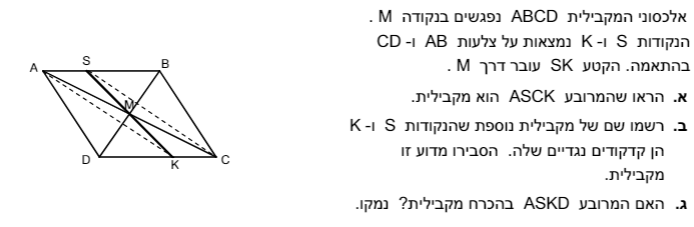 אלכסוני המקבילית ABCD נפגשים בנקודה M .
הנקודות S ו- K נמצאות על צלעות AB ו- CD
בהתאמה. הקטע SK עובר דרך M .
א. הראו שהמרובע ASCK הוא מקבילית.
ב. רשמו שם של מקבילית נוספת שהנקודות S ו- K
הן קדקודים נגדיים שלה. הסבירו מדוע זו
מקבילית.
ג. האם המרובע ASKD בהכרח מקבילית? נמקו.
A
S
B
M
D
K
C